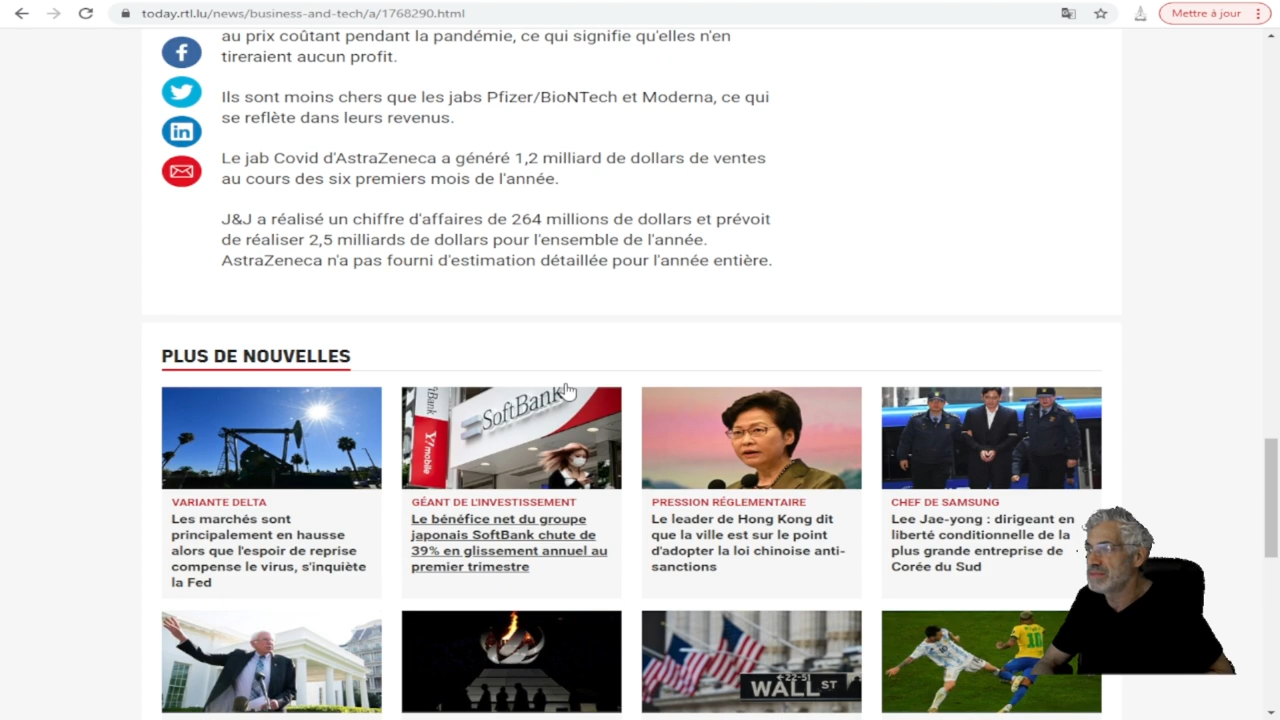 today.rtl.lu/news/business-and-tech/a/1768290.html
Mettre à jour
au prix coûtant pendant la pandémie, ce qui signifie qu'elles n'en
tireraient aucun profit.
Ils sont moins chers que les jabs Pfizer/BioNTech et Moderna, ce qui
se reflète dans leurs revenus.
Le jab Covid d'AstraZeneca a généré 1,2 milliard de dollars de ventes
au cours des six premiers mois de l'année.
J&J a réalisé un chiffre d'affaires de 264 millions de dollars et prévoit
de réaliser 2,5 milliards de dollars pour l'ensemble de l'année.
AstraZeneca n'a pas fourni d'estimation détaillée pour l'année entière.
PLUS DE NOUVELLES
Bank
Y!mobile
SoftBank
VARIANTE DELTA
Les marchés sont
principalement en hausse
alors que l'espoir de reprise
compense le virus, s'inquiète
la Fed
GÉANT DE L'INVESTISSEMENT
Le bénéfice net du groupe
japonais SoftBank chute de
39% en glissement annuel au
premier trimestre
PRESSION RÉGLEMENTAIRE
Le leader de Hong Kong dit
que la ville est sur le point
d'adopter la loi chinoise anti-
sanctions
CHEF DE SAMSUNG
Lee Jae-yong : dirigeant en
liberté conditionnelle de la
plus grande entreprise de
Corée du Sud
WALL ST
10